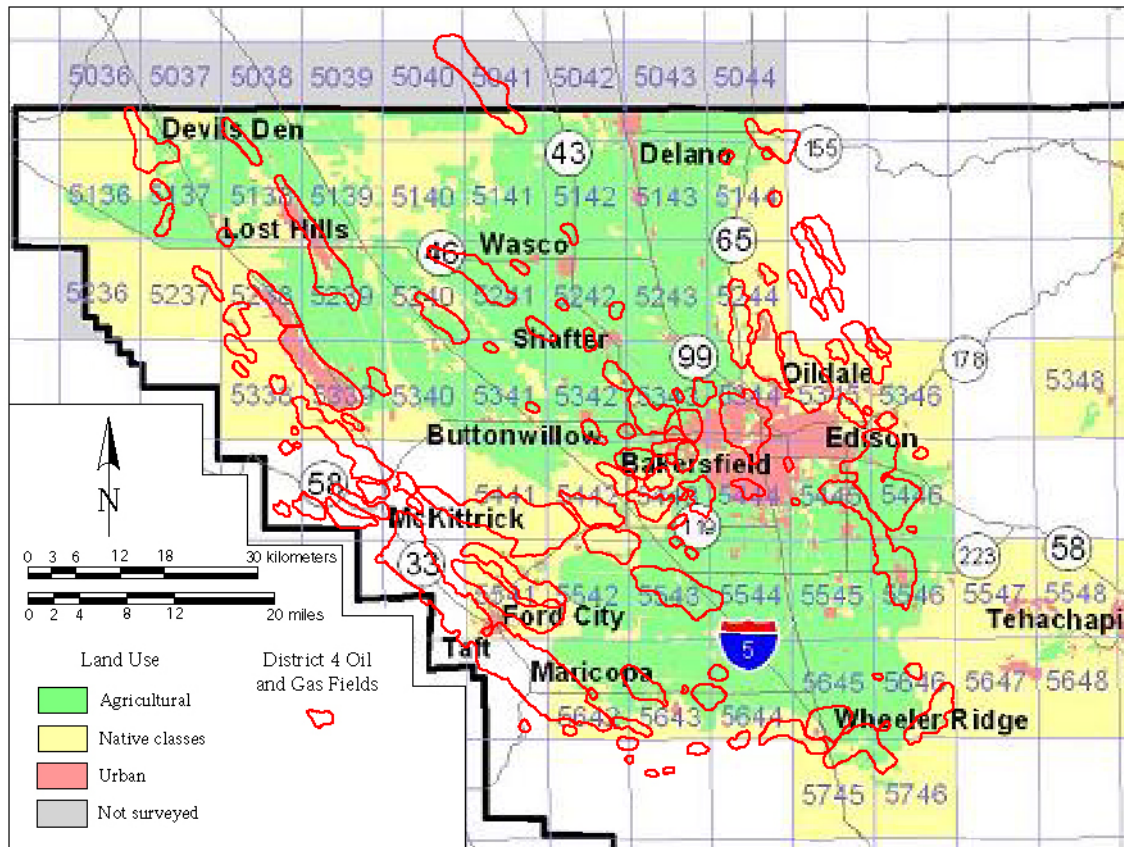 5036 5037 5038 5039 5040 5041 5042 5043 5044
Devils Den
43
Delano
155
5136 5137 5138 5139 5140 5141 5142 5143 5144
Lost Hills
46
Wasco
65
5236 5237 5238 5239 5240 5241 5242 5243 5244
Shafter
99
Oildale
178
5338 5339 5340 5341 5342 5343 5344 5345 5346
5348
Buttonwillow
Edison
Bakersfield
58
5441 5442 5443 5444 5445 5446
McKittrick
119
N
33
223
58
0 3 6 12 18 30 kilometers
0 2 4 8 12 20 miles
5541 5542 5543 5544 5545 5546 5547 5548
Ford City
Tehachapi
Taft
5
Maricopa
5645 5646 5647 5648
5642 5643 5644
Wheeler Ridge
5745 5746
Land Use
District 4 Oil
and Gas Fields
Agricultural
Native classes
Urban
Not surveyed